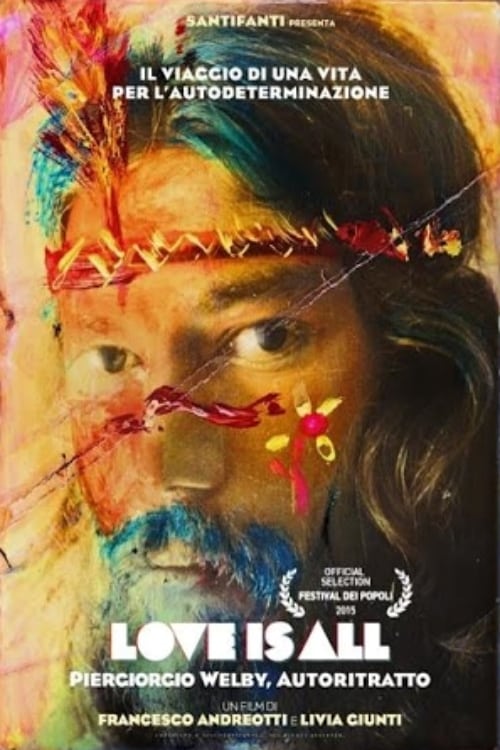 SANTIFANTI PRESENTA
IL VIAGGIO DI UNA VITA
PER L'AUTODETERMINAZIONE
OFFICIAL
SELECTION
FESTIVAL DEI POPOLI
2015
LOVE IS ALL
PIERGIORGIO WELBY, AUTORITRATTO
UN FILM DI
FRANCESCO ANDREOTTI E LIVIA GIUNTI